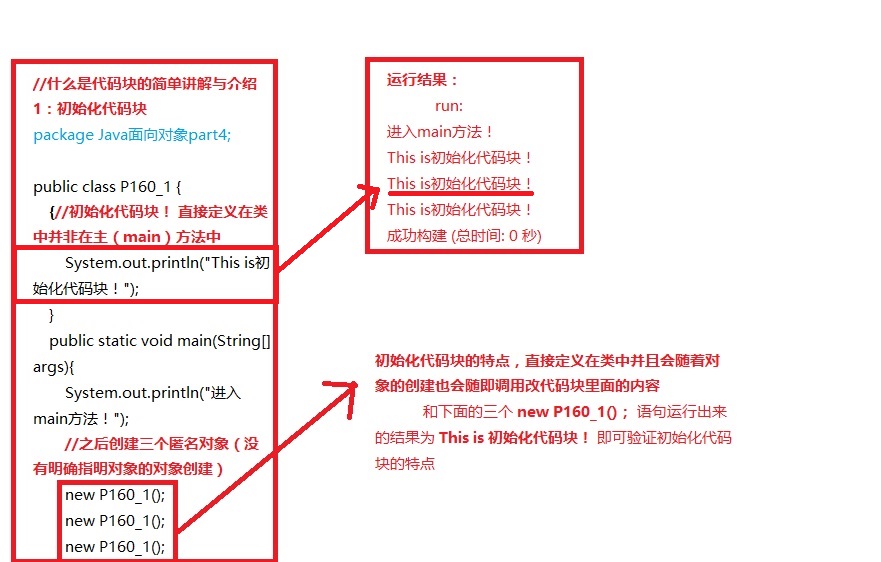 //什么是代码块的简单讲解与介绍
1：初始化代码块
package Java面向对象part4;
public class P160_1 {
{//初始化代码块！ 直接定义在类
中并非在主（main）方法中
System.out.println("This is初
始化代码块！");
}
public static void main(String[]
args){
System.out.println("进入
main方法！");
//之后创建三个匿名对象（没
有明确指明对象的对象创建）
new P160_1();
new P160_1();
new P160_1();
运行结果：
run:
进入main方法！
This is初始化代码块！
This is初始化代码块！
This is初始化代码块！
成功构建 (总时间: 0 秒)
初始化代码块的特点，直接定义在类中并且会随着对
象的创建也会随即调用改代码块里面的内容
和下面的三个 new P160_1()； 语句运行出来
的结果为 This is 初始化代码块！ 即可验证初始化代码
块的特点